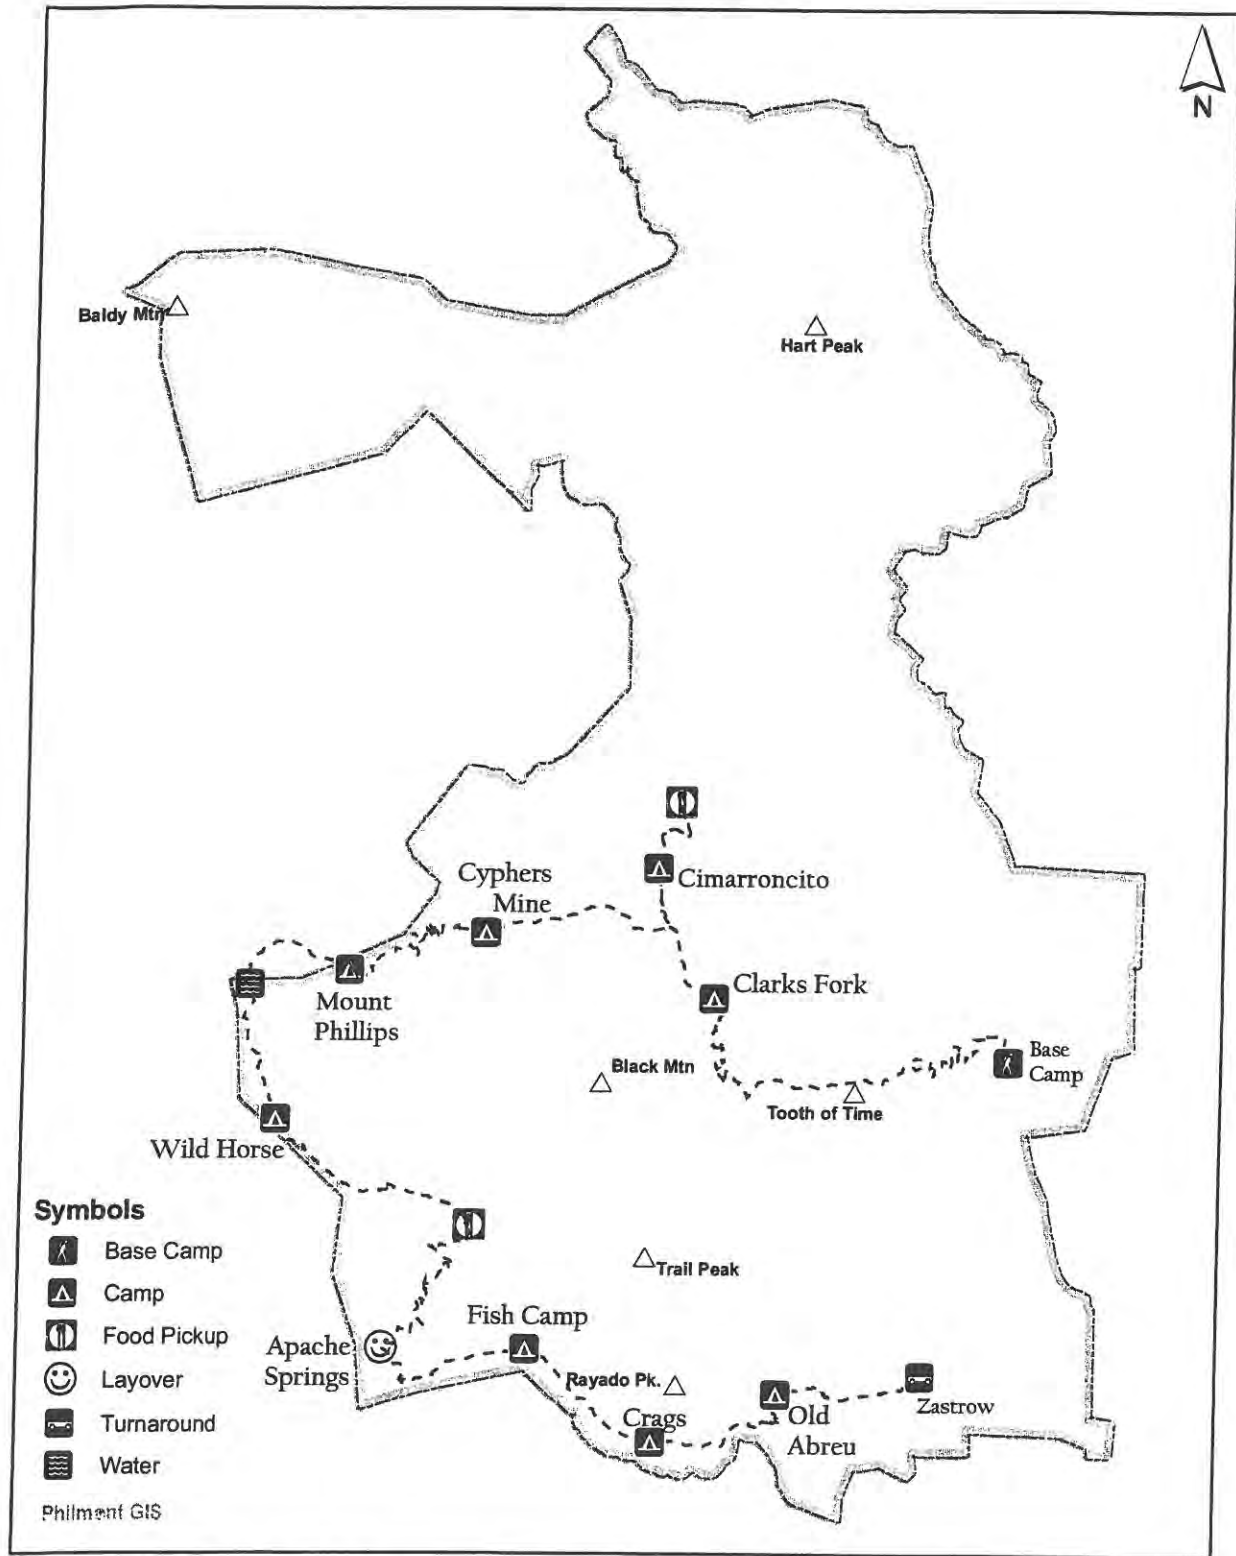 N
Baldy Mtn
Hart Peak
Cyphers
Mine
Cimarroncito
Mount
Phillips
Clarks Fork
Black Mtn
Base
Camp
Tooth of Time
Wild Horse
Symbols
Base Camp
Camp
Food Pickup
Layover
Turnaround
Water
Philmont GIS
Trail Peak
Fish Camp
Apache
Springs
Rayado Pk.
Crags
Old
Abreu
Zastrow